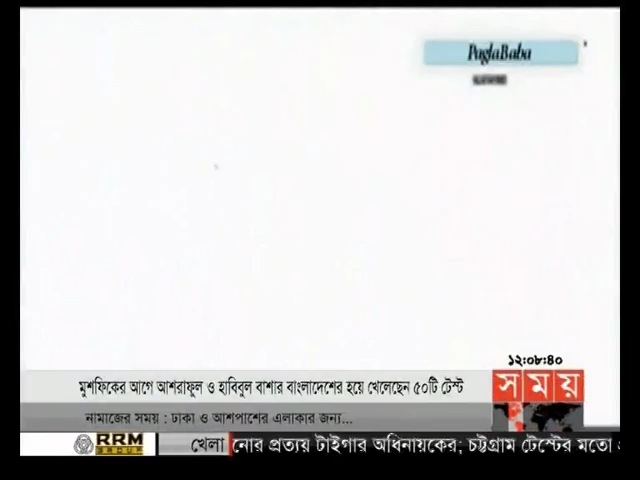 PaglaBaba
১২:০৮:৪০
মুশফিকের আগে আশরাফুল ও হাবিবুল বাশার বাংলাদেশের হয়ে খেলেছেন ৫০টি টেস্ট
সময়
নামাজের সময় : ঢাকা ও আশপাশের এলাকার জন্য...
RRM
খেলা নোর প্রত্যয় টাইগার অধিনায়কের; চট্টগ্রাম টেস্টের মতো